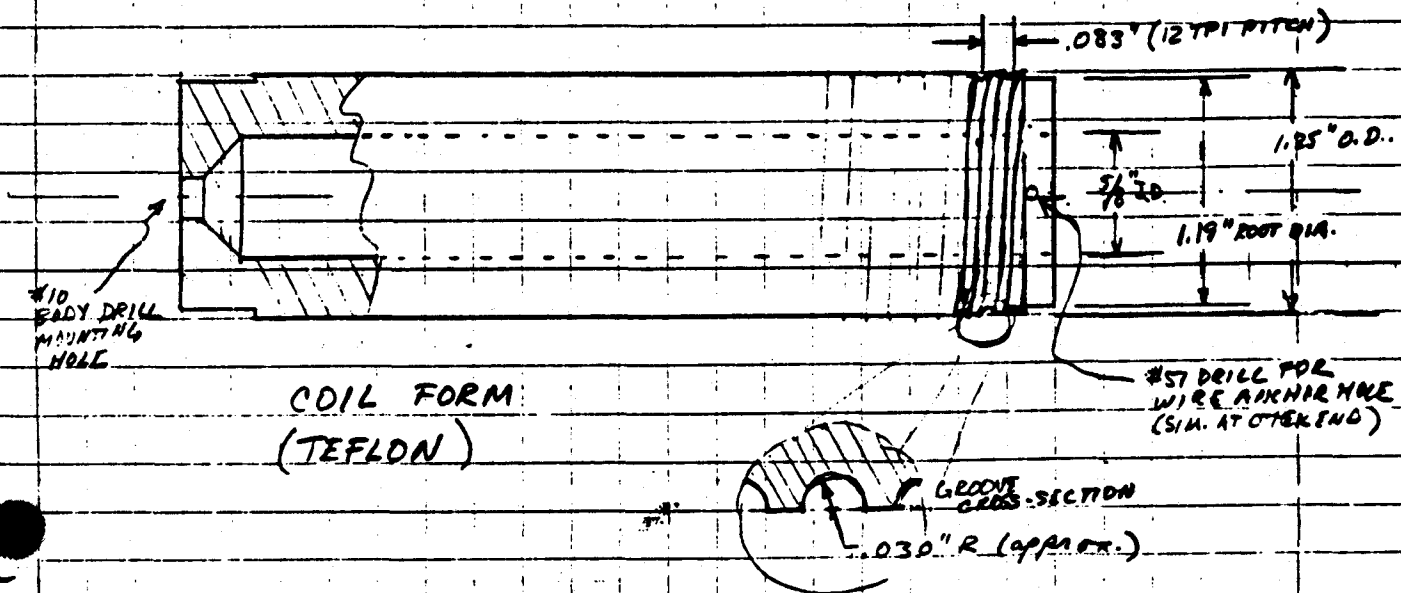 .083" (12 TPI PITCH)
1.25" O.D.
5/8" I.D.
1.19" ROOT DIA.
#10
BODY DRILL
MOUNTING
HOLE
COIL FORM
(TEFLON)
#57 DRILL FOR
WIRE ANCHOR HOLE
(SIM. AT OTHER END)
GROOVE
CROSS-SECTION
.030" R (approx.)